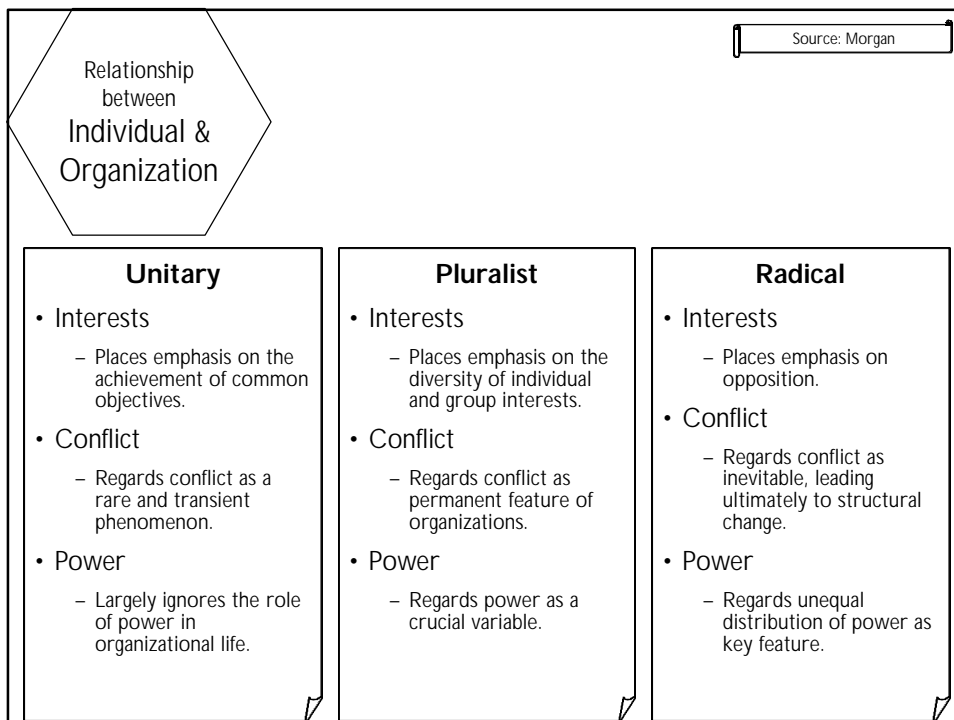 Source: Morgan
Relationship
between
Individual &
Organization
Unitary
• Interests
– Places emphasis on the
achievement of common
objectives.
• Conflict
– Regards conflict as a
rare and transient
phenomenon.
• Power
– Largely ignores the role
of power in
organizational life.
Pluralist
• Interests
– Places emphasis on the
diversity of individual
and group interests.
• Conflict
– Regards conflict as
permanent feature of
organizations.
• Power
– Regards power as a
crucial variable.
Radical
• Interests
– Places emphasis on
opposition.
• Conflict
– Regards conflict as
inevitable, leading
ultimately to structural
change.
• Power
– Regards unequal
distribution of power as
key feature.